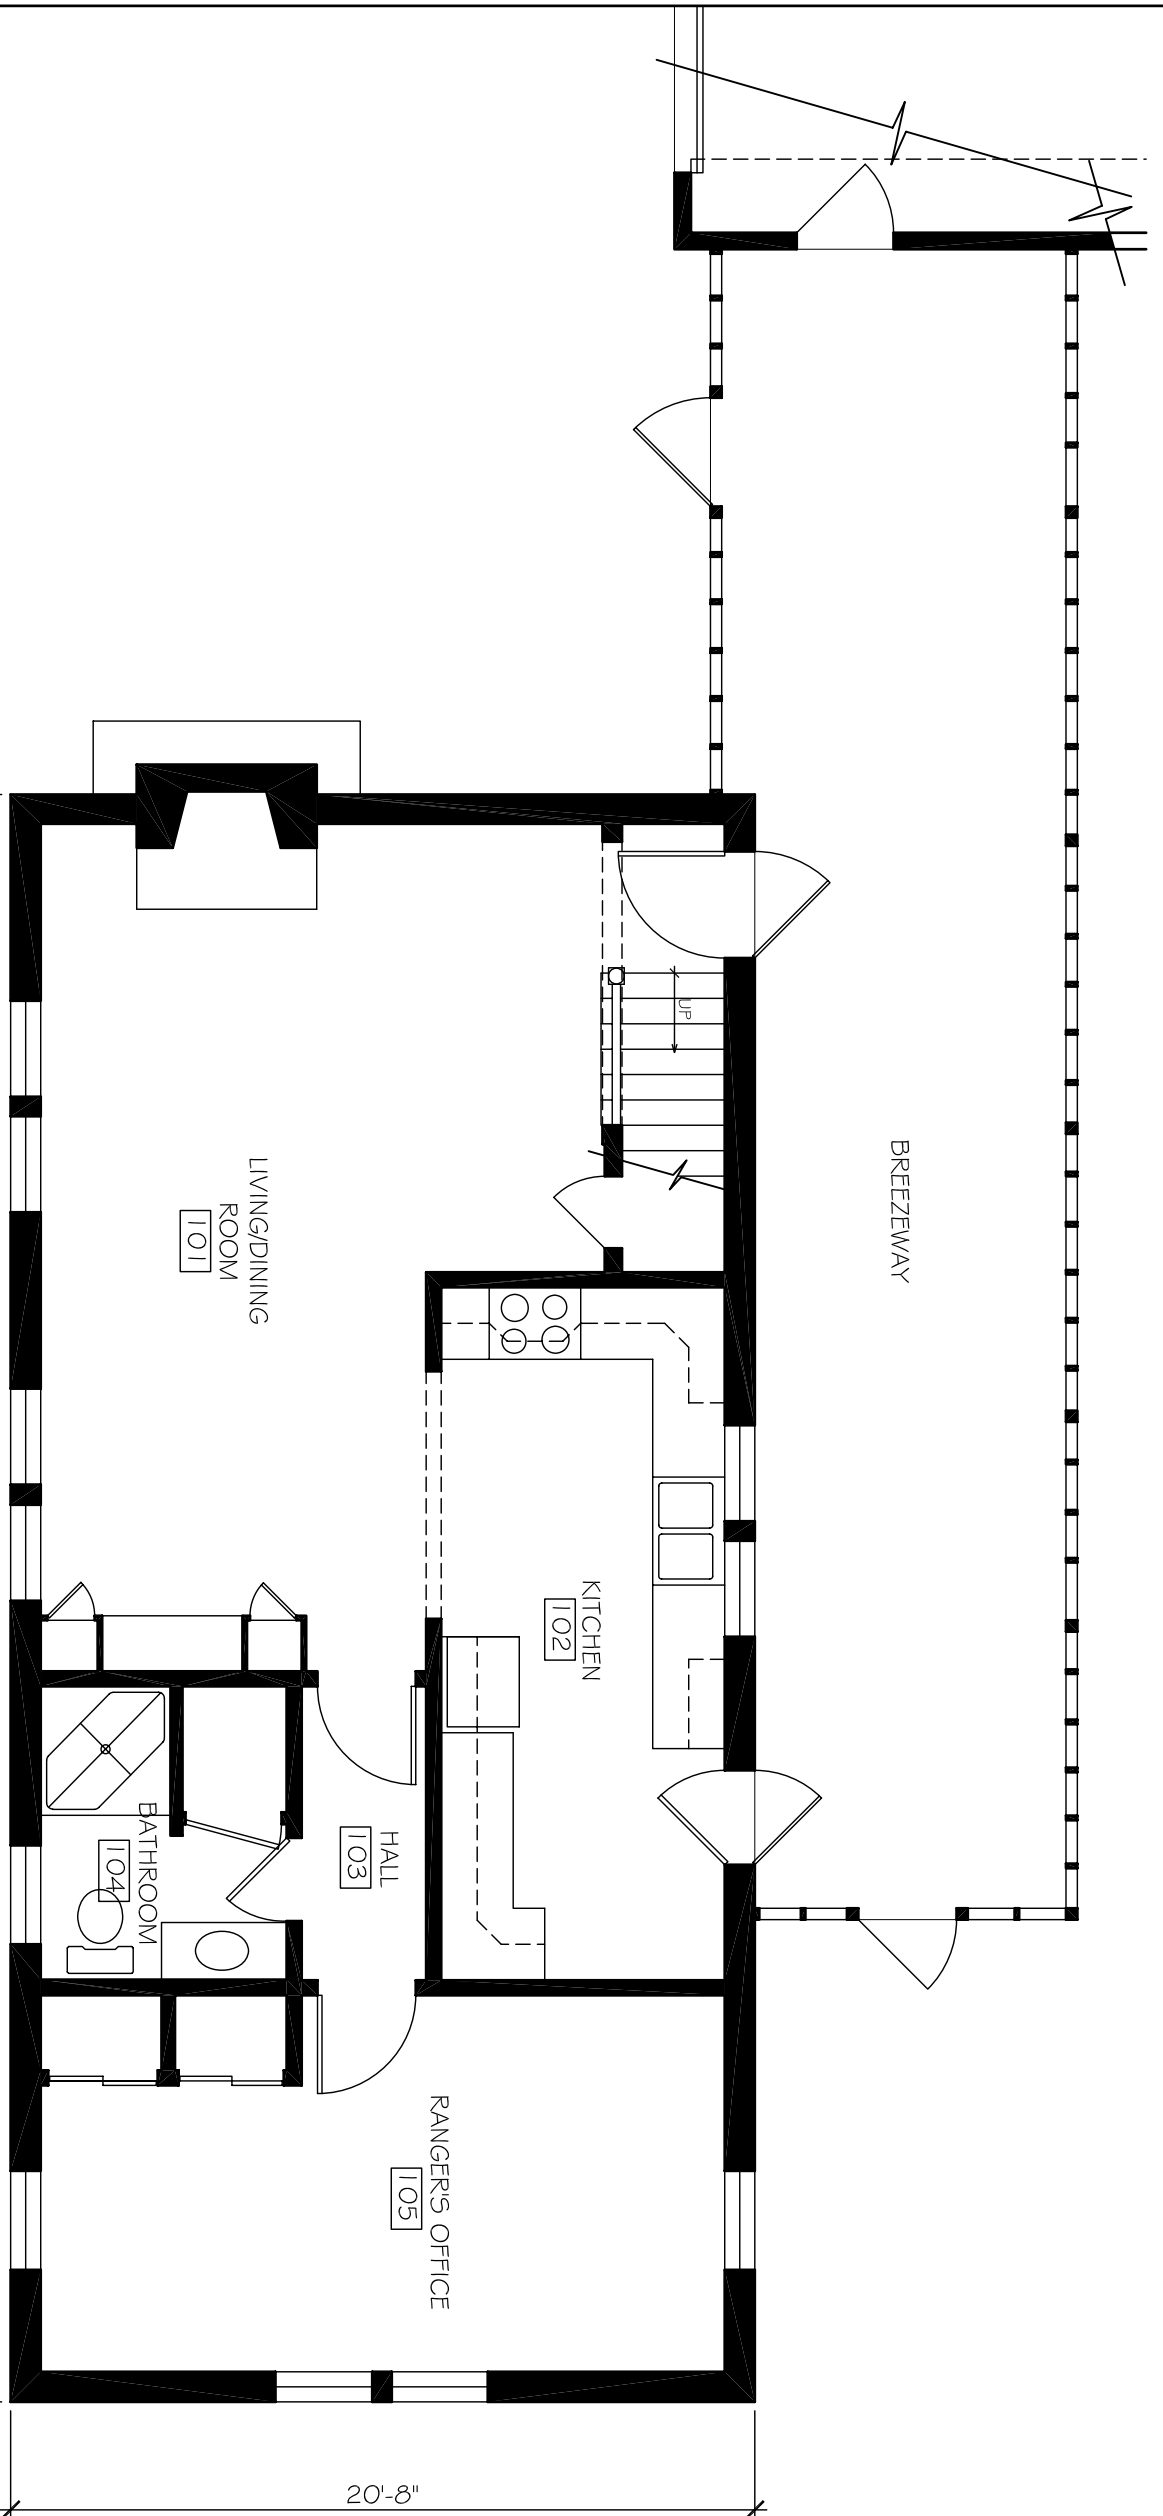 BREEZEWAY
UP
LIVING/DINING
ROOM
101
KITCHEN
102
HALL
103
BATHROOM
104
RANGER'S OFFICE
105
20'-8"